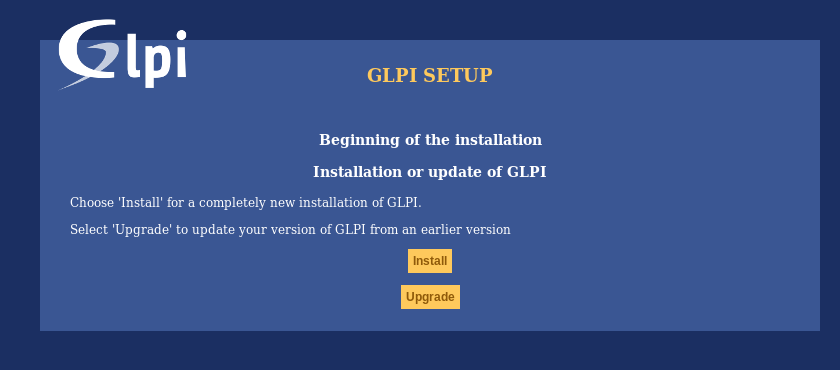 Glpi
GLPI SETUP
Beginning of the installation
Installation or update of GLPI
Choose 'Install' for a completely new installation of GLPI.
Select 'Upgrade' to update your version of GLPI from an earlier version
Install
Upgrade